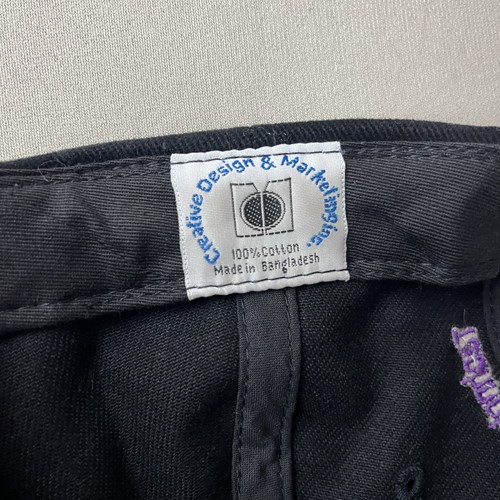 Creative Design & Marketing inc.
100% Cotton
Made in Bangladesh